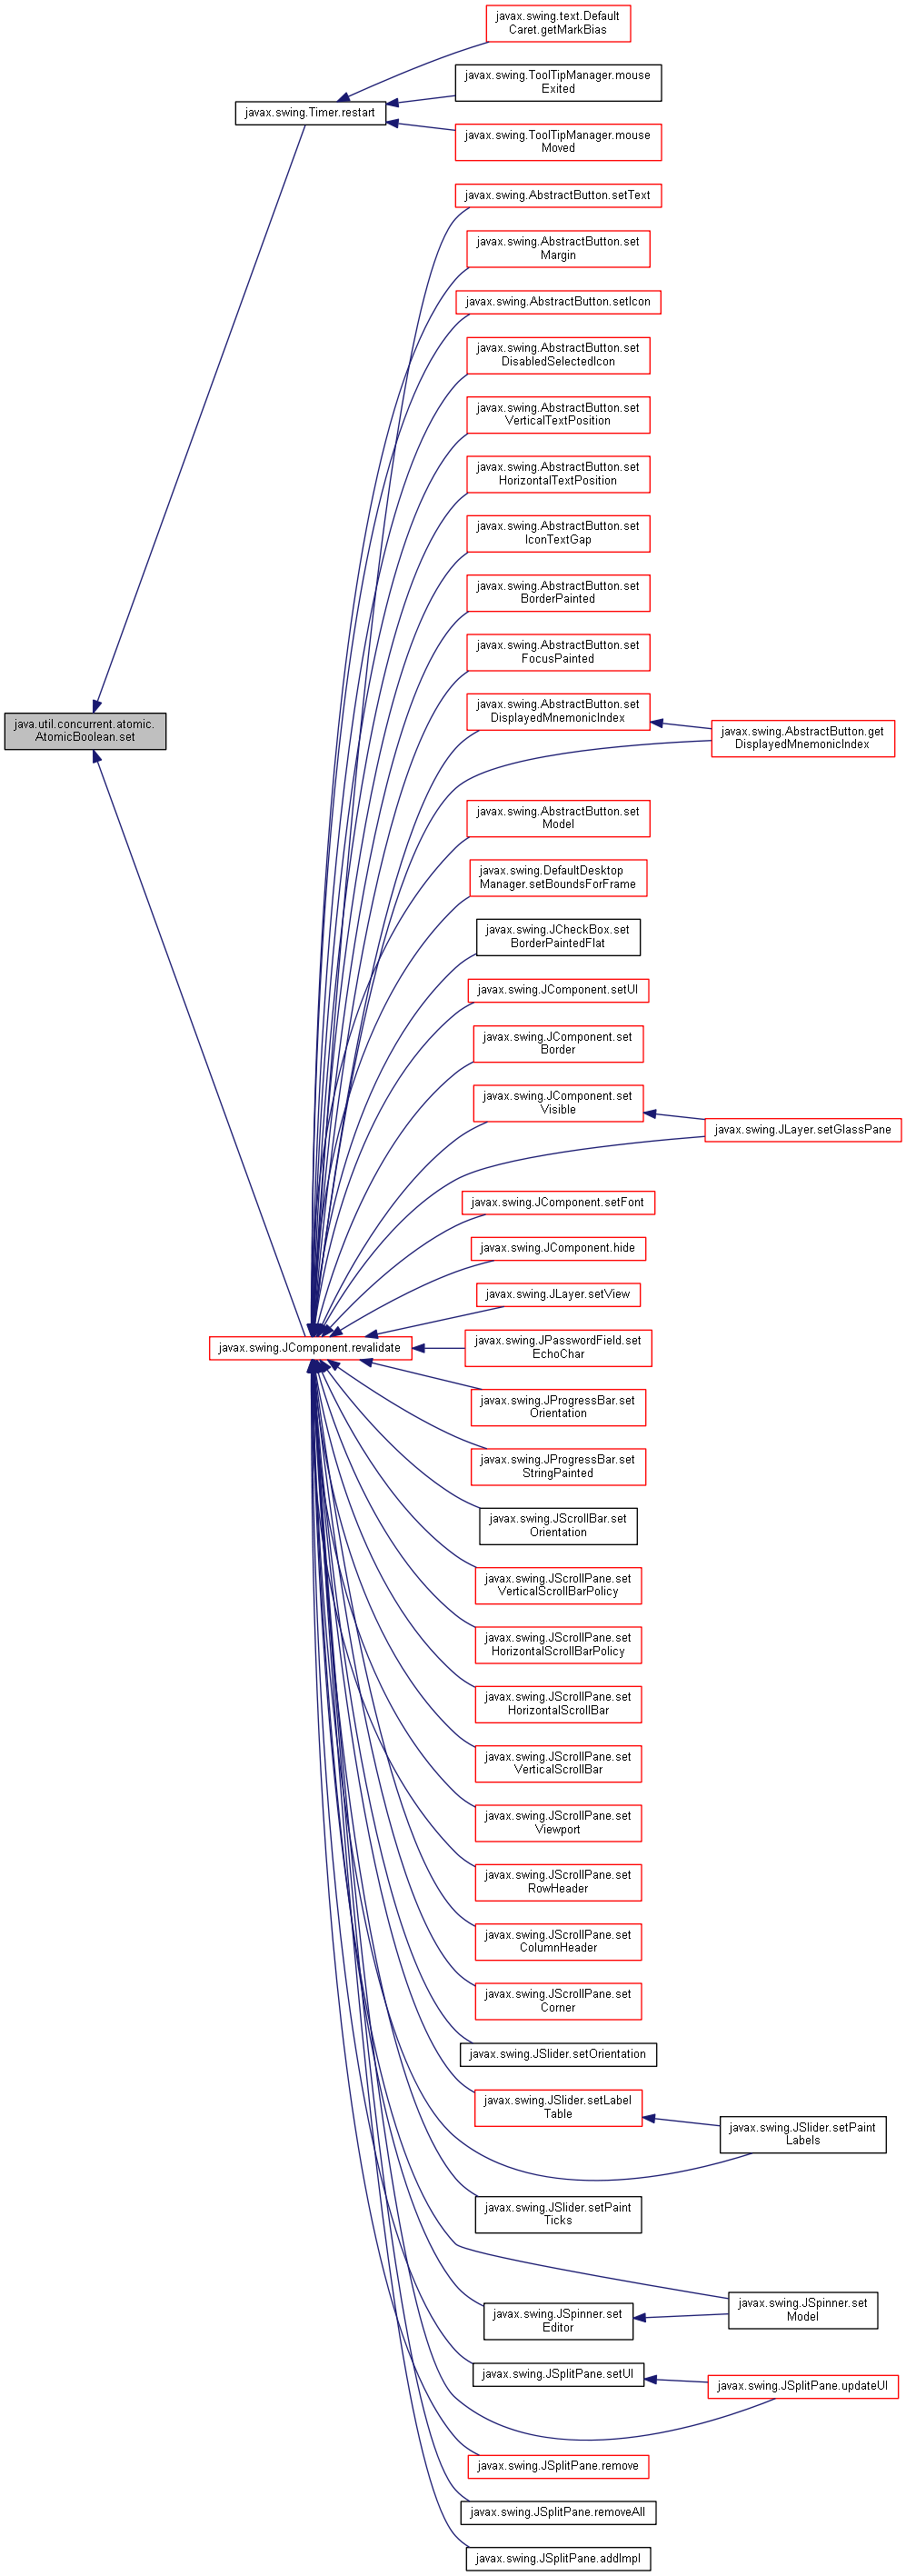 javax.swing.text.Default
Caret.getMarkBias
javax.swing.ToolTipManager.mouse
Exited
javax.swing.Timer.restart
javax.swing.ToolTipManager.mouse
Moved
javax.swing.AbstractButton.setText
javax.swing.AbstractButton.set
Margin
javax.swing.AbstractButton.setIcon
javax.swing.AbstractButton.set
DisabledSelectedIcon
javax.swing.AbstractButton.set
VerticalTextPosition
javax.swing.AbstractButton.set
HorizontalTextPosition
javax.swing.AbstractButton.set
IconTextGap
javax.swing.AbstractButton.set
BorderPainted
javax.swing.AbstractButton.set
FocusPainted
javax.swing.AbstractButton.set
DisplayedMnemonicIndex
java.util.concurrent.atomic.
AtomicBoolean.set
javax.swing.AbstractButton.get
DisplayedMnemonicIndex
javax.swing.AbstractButton.set
Model
javax.swing.DefaultDesktop
Manager.setBoundsForFrame
javax.swing.JCheckBox.set
BorderPaintedFlat
javax.swing.JComponent.setUI
javax.swing.JComponent.set
Border
javax.swing.JComponent.set
Visible
javax.swing.JLayer.setGlassPane
javax.swing.JComponent.setFont
javax.swing.JComponent.hide
javax.swing.JLayer.setView
javax.swing.JComponent.revalidate
javax.swing.JPasswordField.set
EchoChar
javax.swing.JProgressBar.set
Orientation
javax.swing.JProgressBar.set
StringPainted
javax.swing.JScrollBar.set
Orientation
javax.swing.JScrollPane.set
VerticalScrollBarPolicy
javax.swing.JScrollPane.set
HorizontalScrollBarPolicy
javax.swing.JScrollPane.set
HorizontalScrollBar
javax.swing.JScrollPane.set
VerticalScrollBar
javax.swing.JScrollPane.set
Viewport
javax.swing.JScrollPane.set
RowHeader
javax.swing.JScrollPane.set
ColumnHeader
javax.swing.JScrollPane.set
Corner
javax.swing.JSlider.setOrientation
javax.swing.JSlider.setLabel
Table
javax.swing.JSlider.setPaint
Labels
javax.swing.JSlider.setPaint
Ticks
javax.swing.JSpinner.set
Model
javax.swing.JSpinner.set
Editor
javax.swing.JSplitPane.setUI
javax.swing.JSplitPane.updateUI
javax.swing.JSplitPane.remove
javax.swing.JSplitPane.removeAll
javax.swing.JSplitPane.addImpl